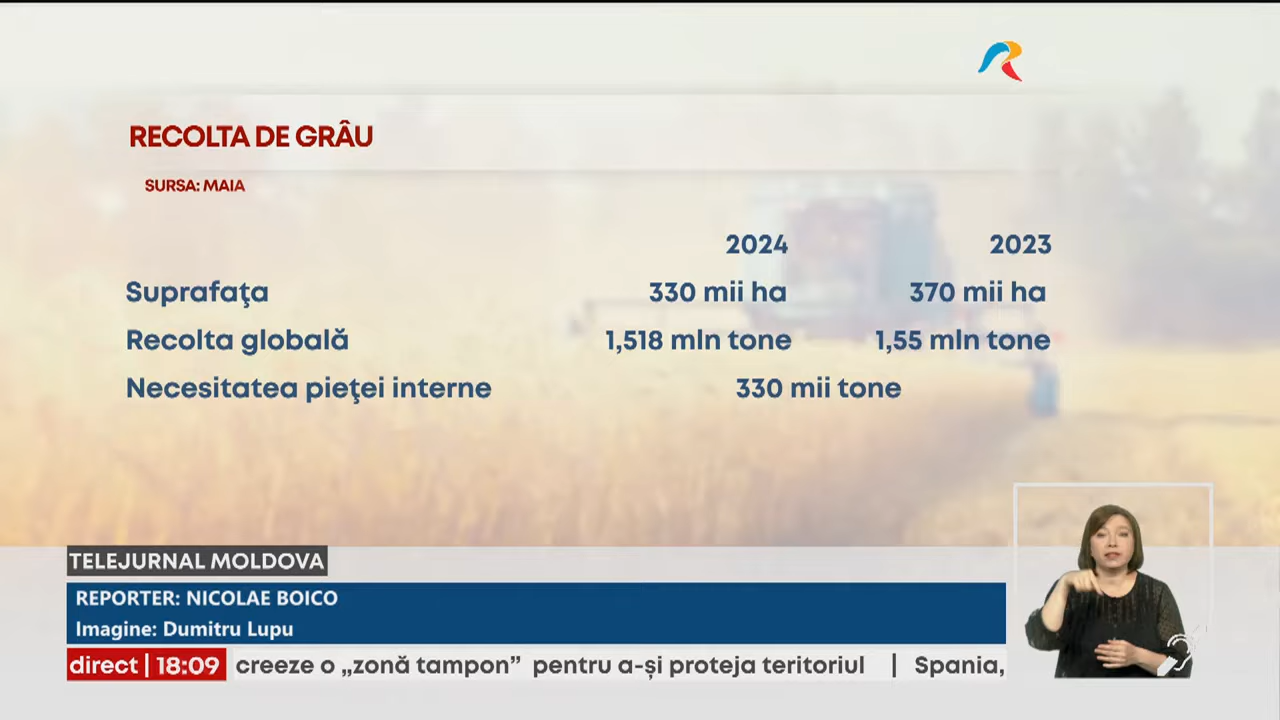 RECOLTA DE GRÂU
SURSA: MAIA
2024 2023
Suprafaţa 330 mii ha 370 mii ha
Recolta globală 1,518 mln tone 1,55 mln tone
Necesitatea pieţei interne 330 mii tone
TELEJURNAL MOLDOVA
REPORTER: NICOLAE BOICO
Imagine: Dumitru Lupu
direct | 18:09 creeze o „zonă tampon” pentru a-și proteja teritoriul | Spania,